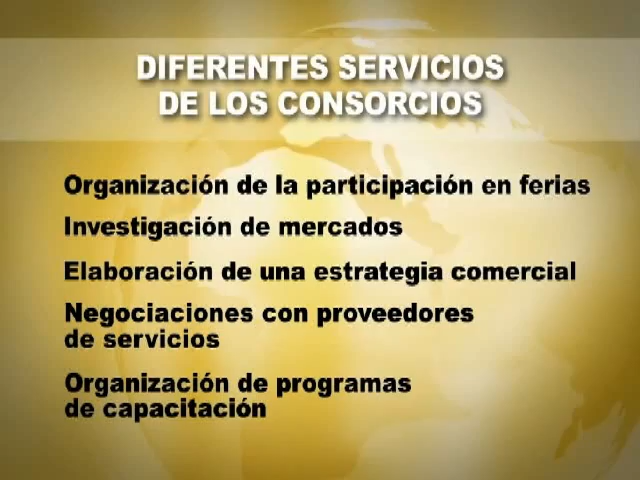 DIFERENTES SERVICIOS
DE LOS CONSORCIOS
Organización de la participación en ferias
Investigación de mercados
Elaboración de una estrategia comercial
Negociaciones con proveedores
de servicios
Organización de programas
de capacitación